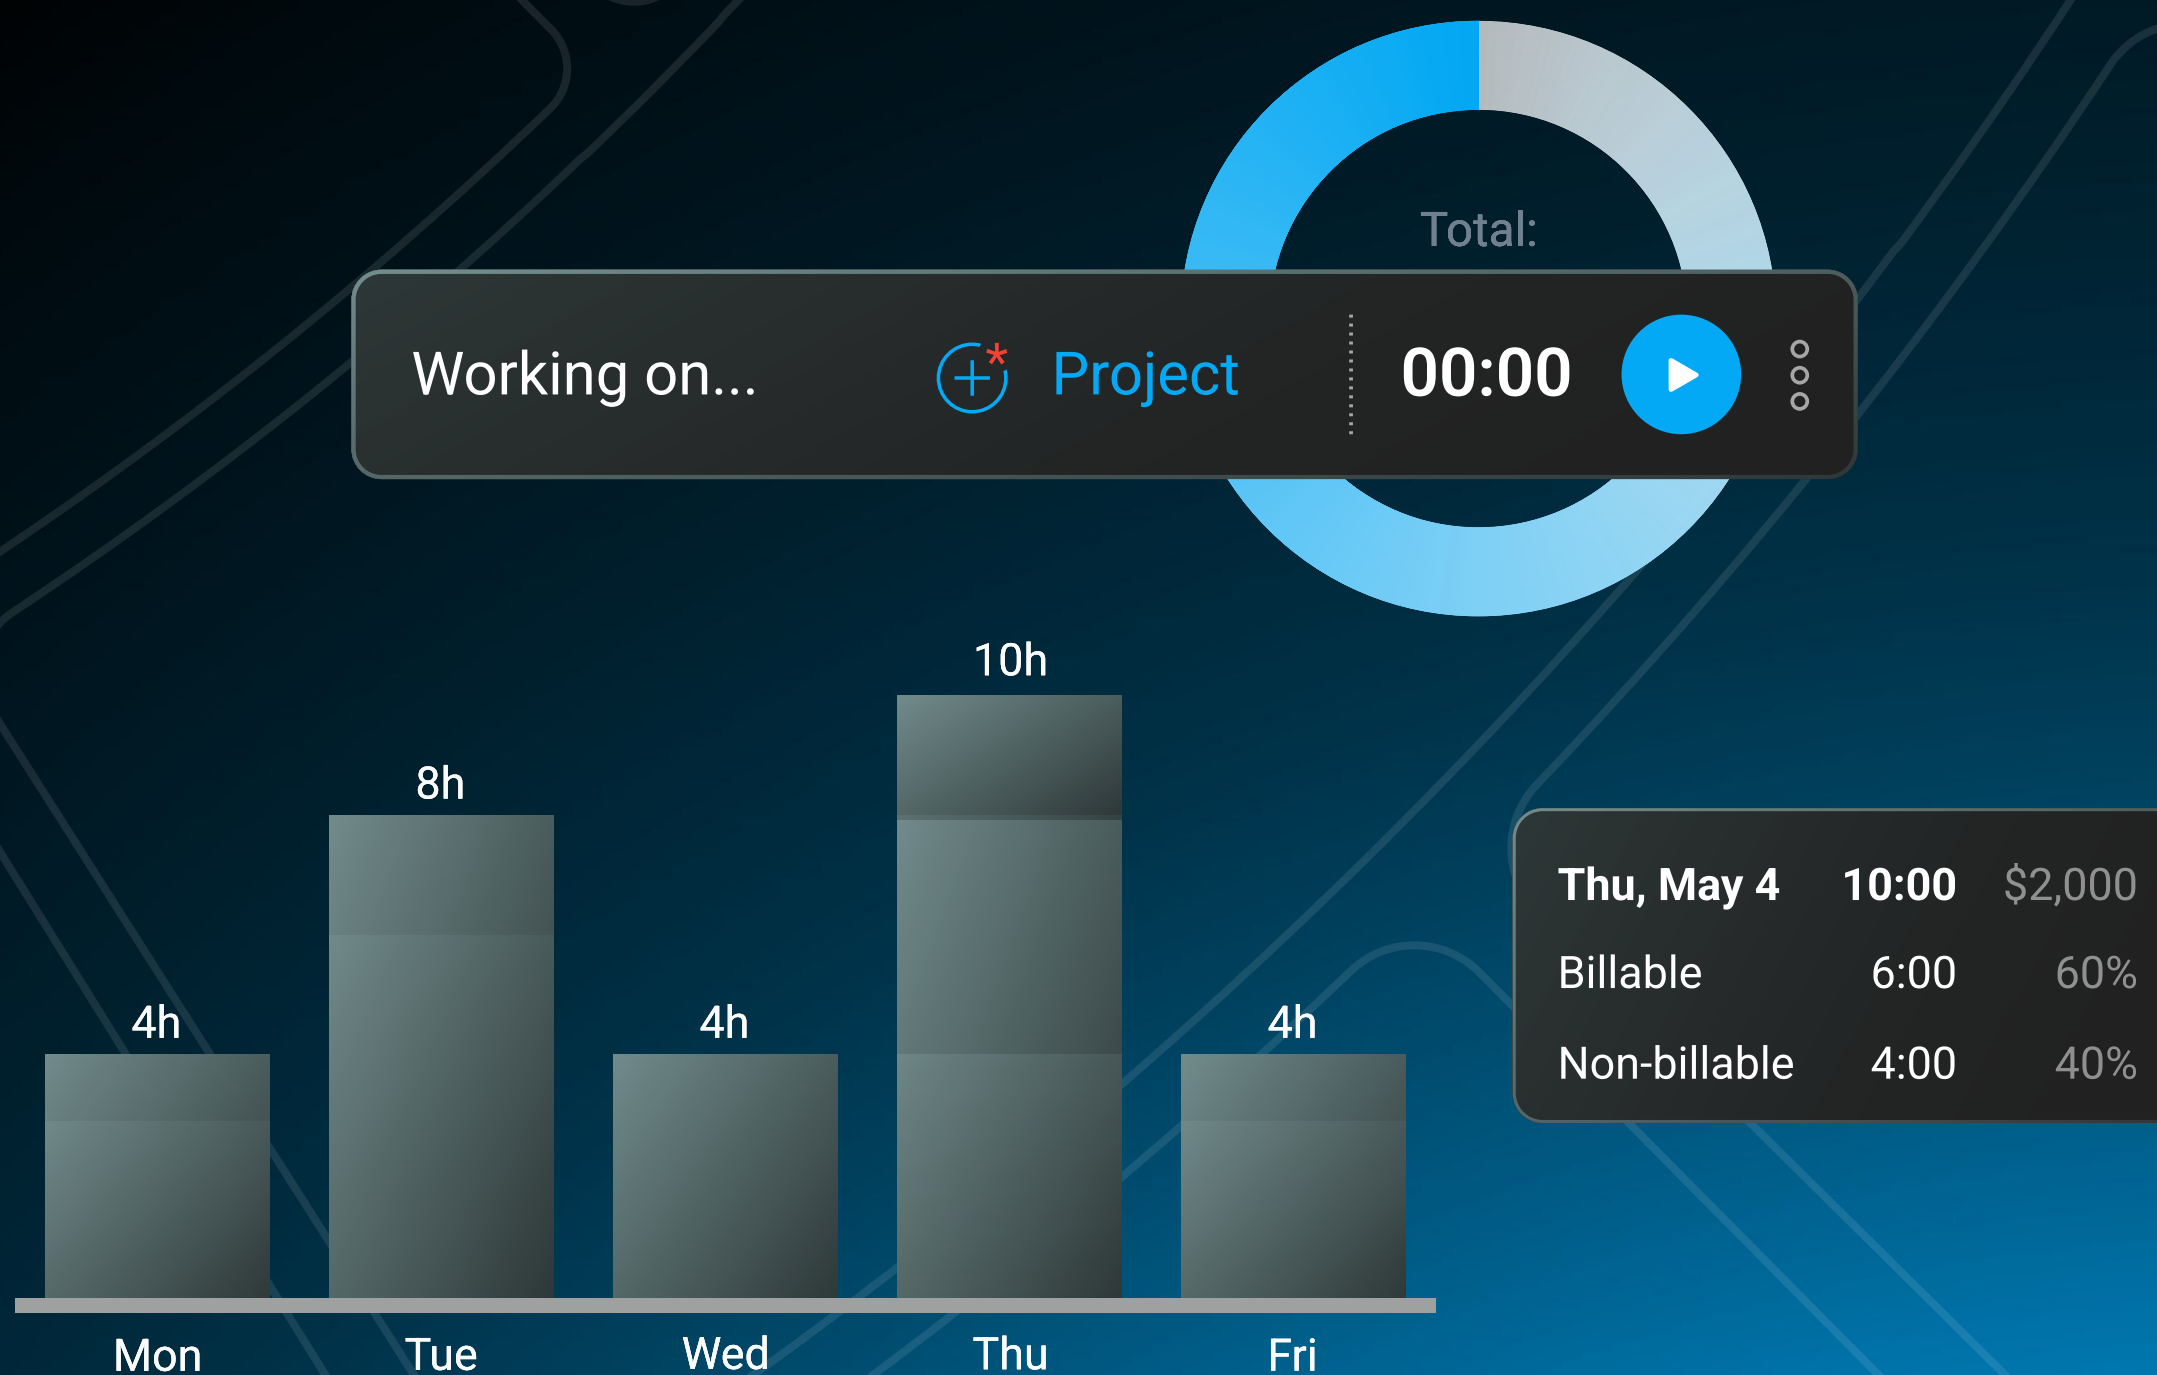 Total:
Working on... Project 00:00
10h
8h
4h
4h
4h
Mon Tue Wed Thu Fri
Thu, May 4 10:00 $2,000
Billable 6:00 60%
Non-billable 4:00 40%